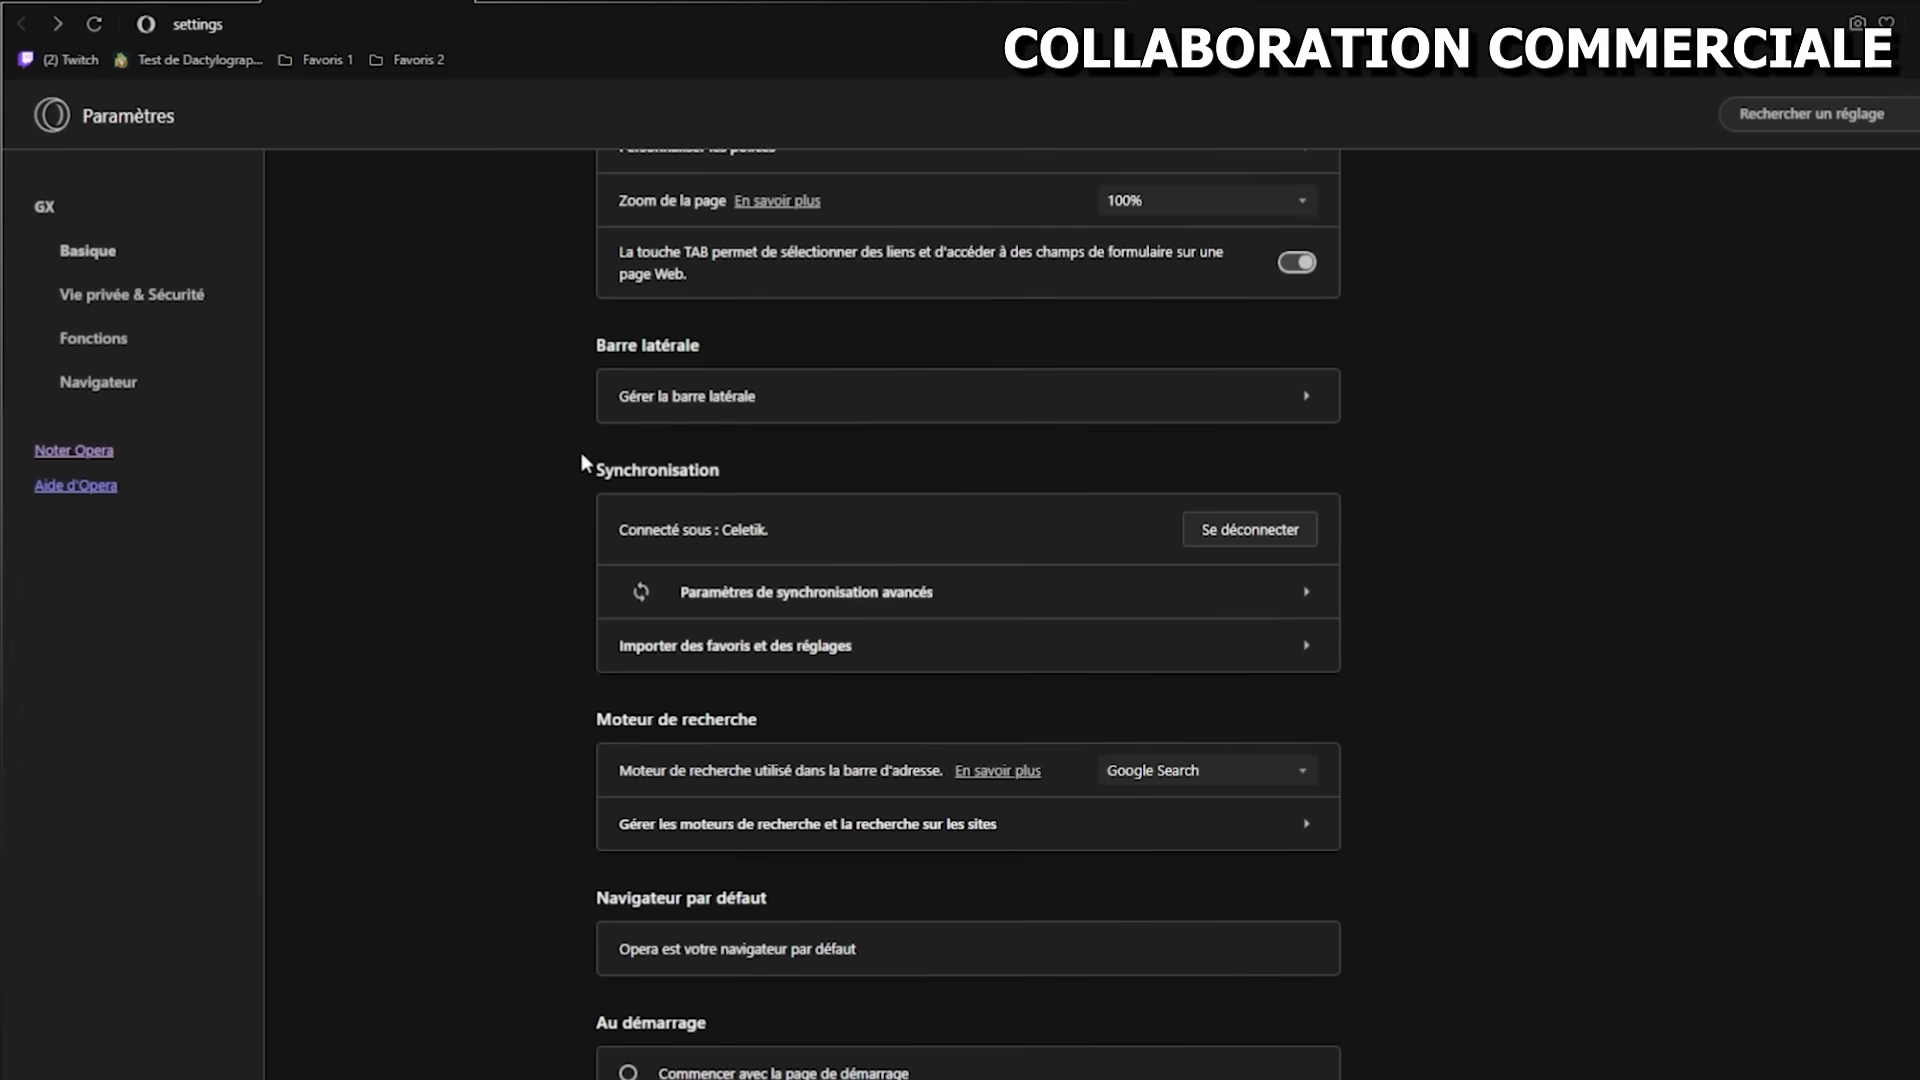 settings
COLLABORATION COMMERCIALE
(2) Twitch
Test de Dactylograp...
Favoris 1
Favoris 2
Paramètres
Rechercher un réglage
GX
Basique
Vie privée & Sécurité
Fonctions
Navigateur
Noter Opera
Aide d'Opera
Personnaliser les polices
Zoom de la page En savoir plus
100%
La touche TAB permet de sélectionner des liens et d'accéder à des champs de formulaire sur une
page Web.
Barre latérale
Gérer la barre latérale
Synchronisation
Connecté sous : Celetik.
Se déconnecter
Paramètres de synchronisation avancés
Importer des favoris et des réglages
Moteur de recherche
Moteur de recherche utilisé dans la barre d'adresse. En savoir plus
Google Search
Gérer les moteurs de recherche et la recherche sur les sites
Navigateur par défaut
Opera est votre navigateur par défaut
Au démarrage
Commencer avec la page de démarrage